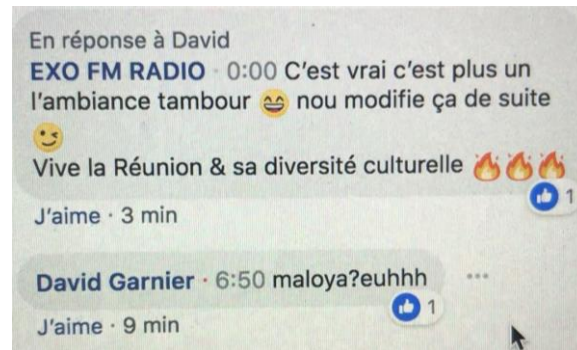 En réponse à David
EXO FM RADIO · 0:00 C'est vrai c'est plus un
l'ambiance tambour 😄 nou modifie ça de suite
😉
Vive la Réunion & sa diversité culturelle 🔥🔥🔥
1
J'aime · 3 min
David Garnier · 6:50 maloya?euhhh
1
J'aime · 9 min